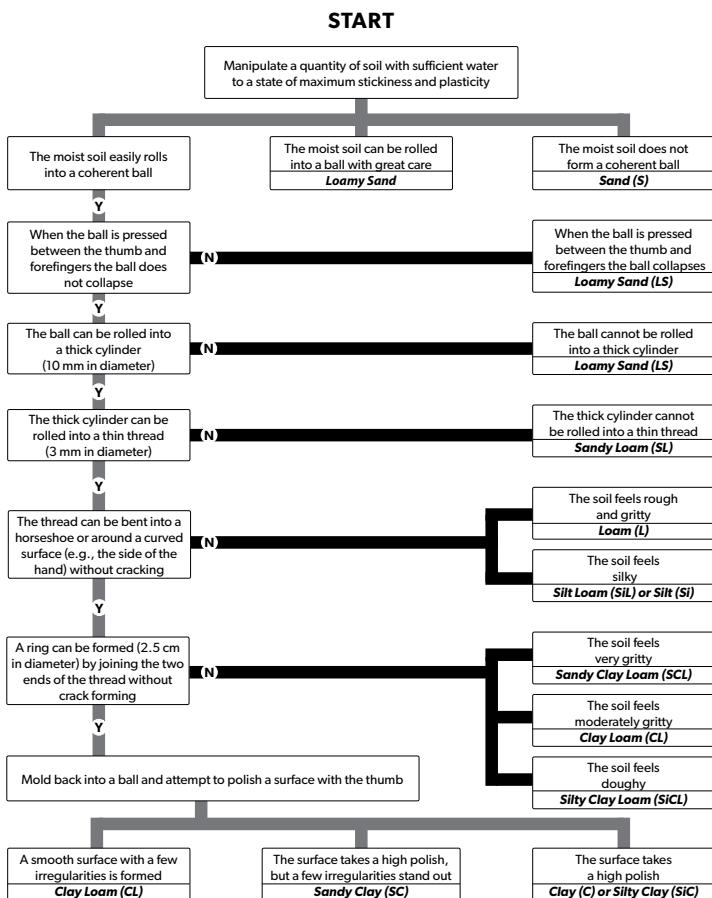 START
Manipulate a quantity of soil with sufficient water
to a state of maximum stickiness and plasticity
The moist soil easily rolls
into a coherent ball
The moist soil can be rolled
into a ball with great care
Loamy Sand
The moist soil does not
form a coherent ball
Sand (S)
Y
When the ball is pressed
between the thumb and
forefingers the ball does
not collapse
N
When the ball is pressed
between the thumb and
forefingers the ball collapses
Loamy Sand (LS)
Y
The ball can be rolled into
a thick cylinder
(10 mm in diameter)
N
The ball cannot be rolled
into a thick cylinder
Loamy Sand (LS)
Y
The thick cylinder can be
rolled into a thin thread
(3 mm in diameter)
N
The thick cylinder cannot
be rolled into a thin thread
Sandy Loam (SL)
Y
The thread can be bent into a
horseshoe or around a curved
surface (e.g., the side of the
hand) without cracking
N
The soil feels rough
and gritty
Loam (L)
The soil feels
silky
Silt Loam (SiL) or Silt (Si)
Y
A ring can be formed (2.5 cm
in diameter) by joining the two
ends of the thread without
crack forming
N
The soil feels
very gritty
Sandy Clay Loam (SCL)
The soil feels
moderately gritty
Clay Loam (CL)
The soil feels
doughy
Silty Clay Loam (SiCL)
Y
Mold back into a ball and attempt to polish a surface with the thumb
A smooth surface with a few
irregularities is formed
Clay Loam (CL)
The surface takes a high polish,
but a few irregularities stand out
Sandy Clay (SC)
The surface takes
a high polish
Clay (C) or Silty Clay (SiC)